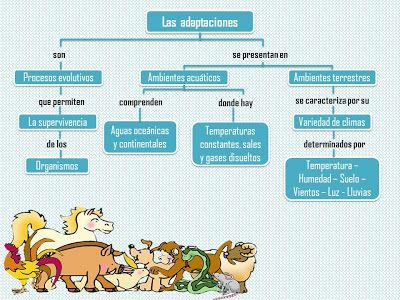 Las adaptaciones
son
se presentan en
Procesos evolutivos
Ambientes acuáticos
Ambientes terrestres
que permiten
comprenden
donde hay
se caracteriza por su
La supervivencia
Aguas oceánicas
y continentales
Temperaturas
constantes, sales
y gases disueltos
Variedad de climas
de los
determinados por
Organismos
Temperatura –
Humedad – Suelo –
Vientos – Luz - Lluvias